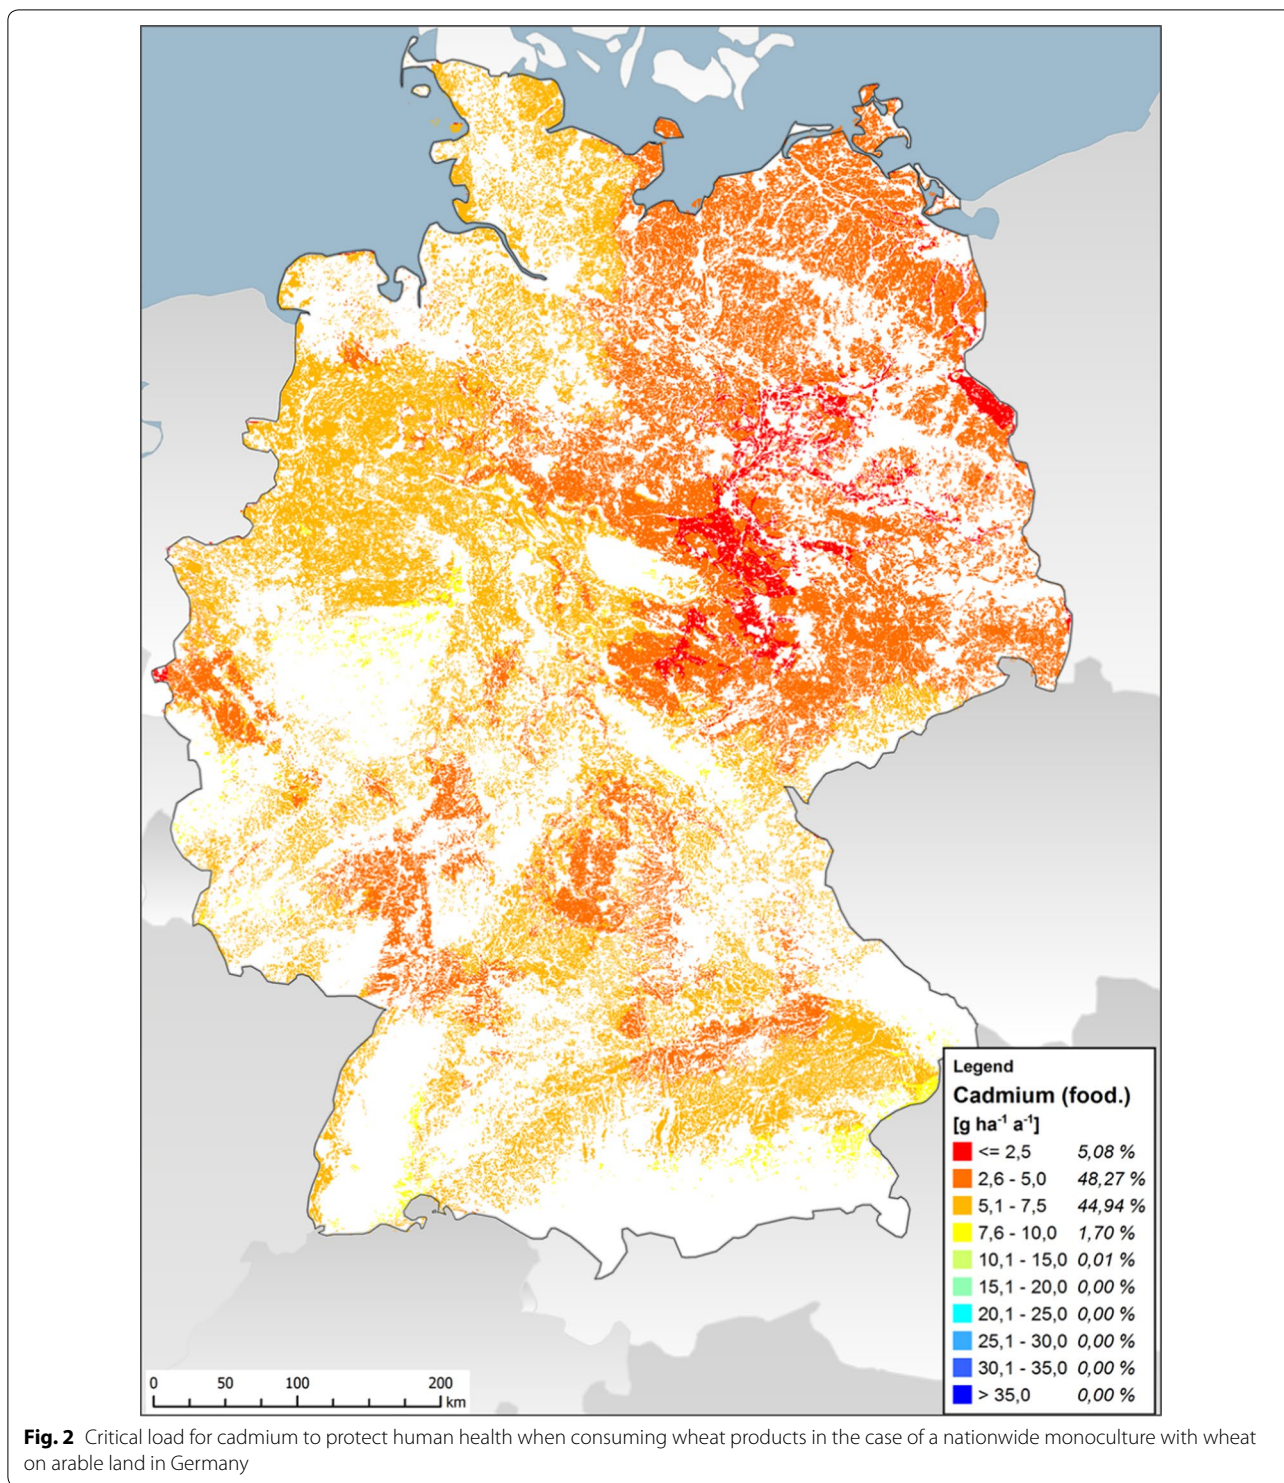 Legend
Cadmium (food.)
[g ha⁻¹ a⁻¹]
<= 2,5 5,08 %
2,6 - 5,0 48,27 %
5,1 - 7,5 44,94 %
7,6 - 10,0 1,70 %
10,1 - 15,0 0,01 %
15,1 - 20,0 0,00 %
20,1 - 25,0 0,00 %
25,1 - 30,0 0,00 %
30,1 - 35,0 0,00 %
> 35,0 0,00 %
0 50 100 200
km
Fig. 2 Critical load for cadmium to protect human health when consuming wheat products in the case of a nationwide monoculture with wheat
on arable land in Germany